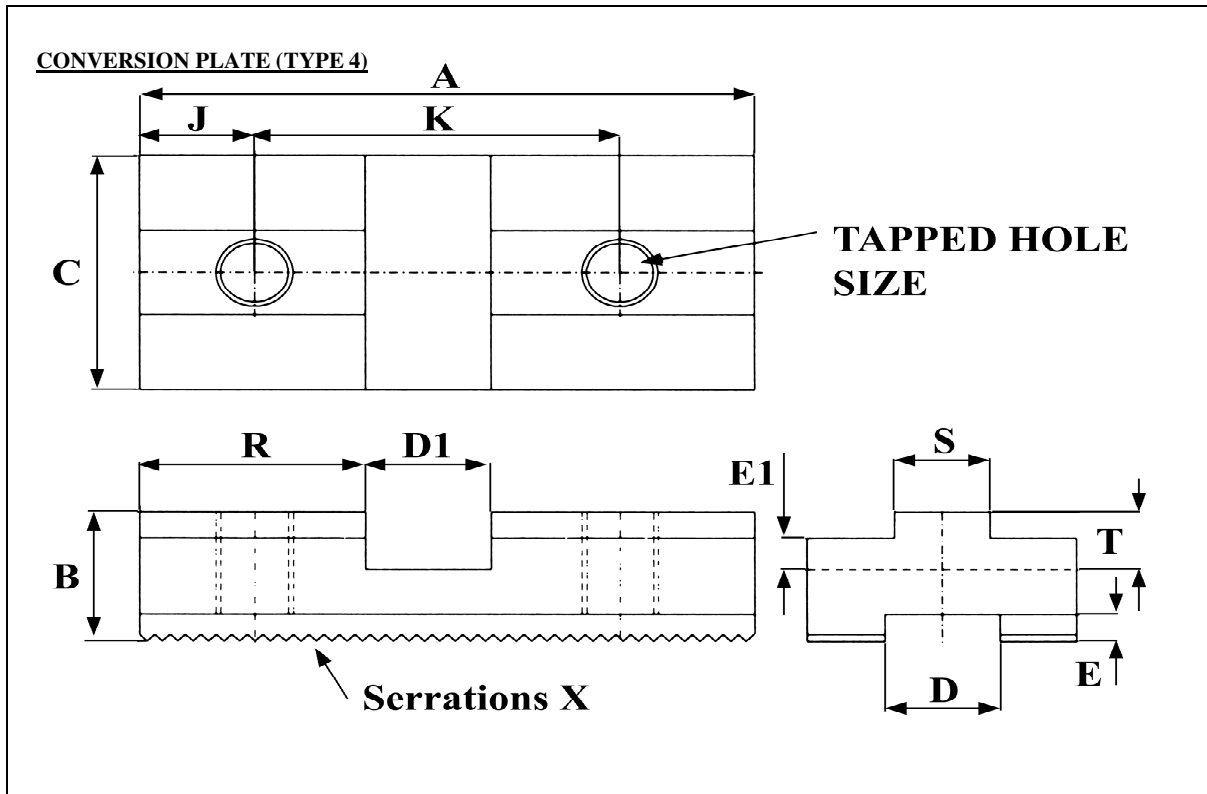 CONVERSION PLATE (TYPE 4)
A
J
K
C
TAPPED HOLE
SIZE
R
D1
S
E1
T
B
E
D
Serrations X